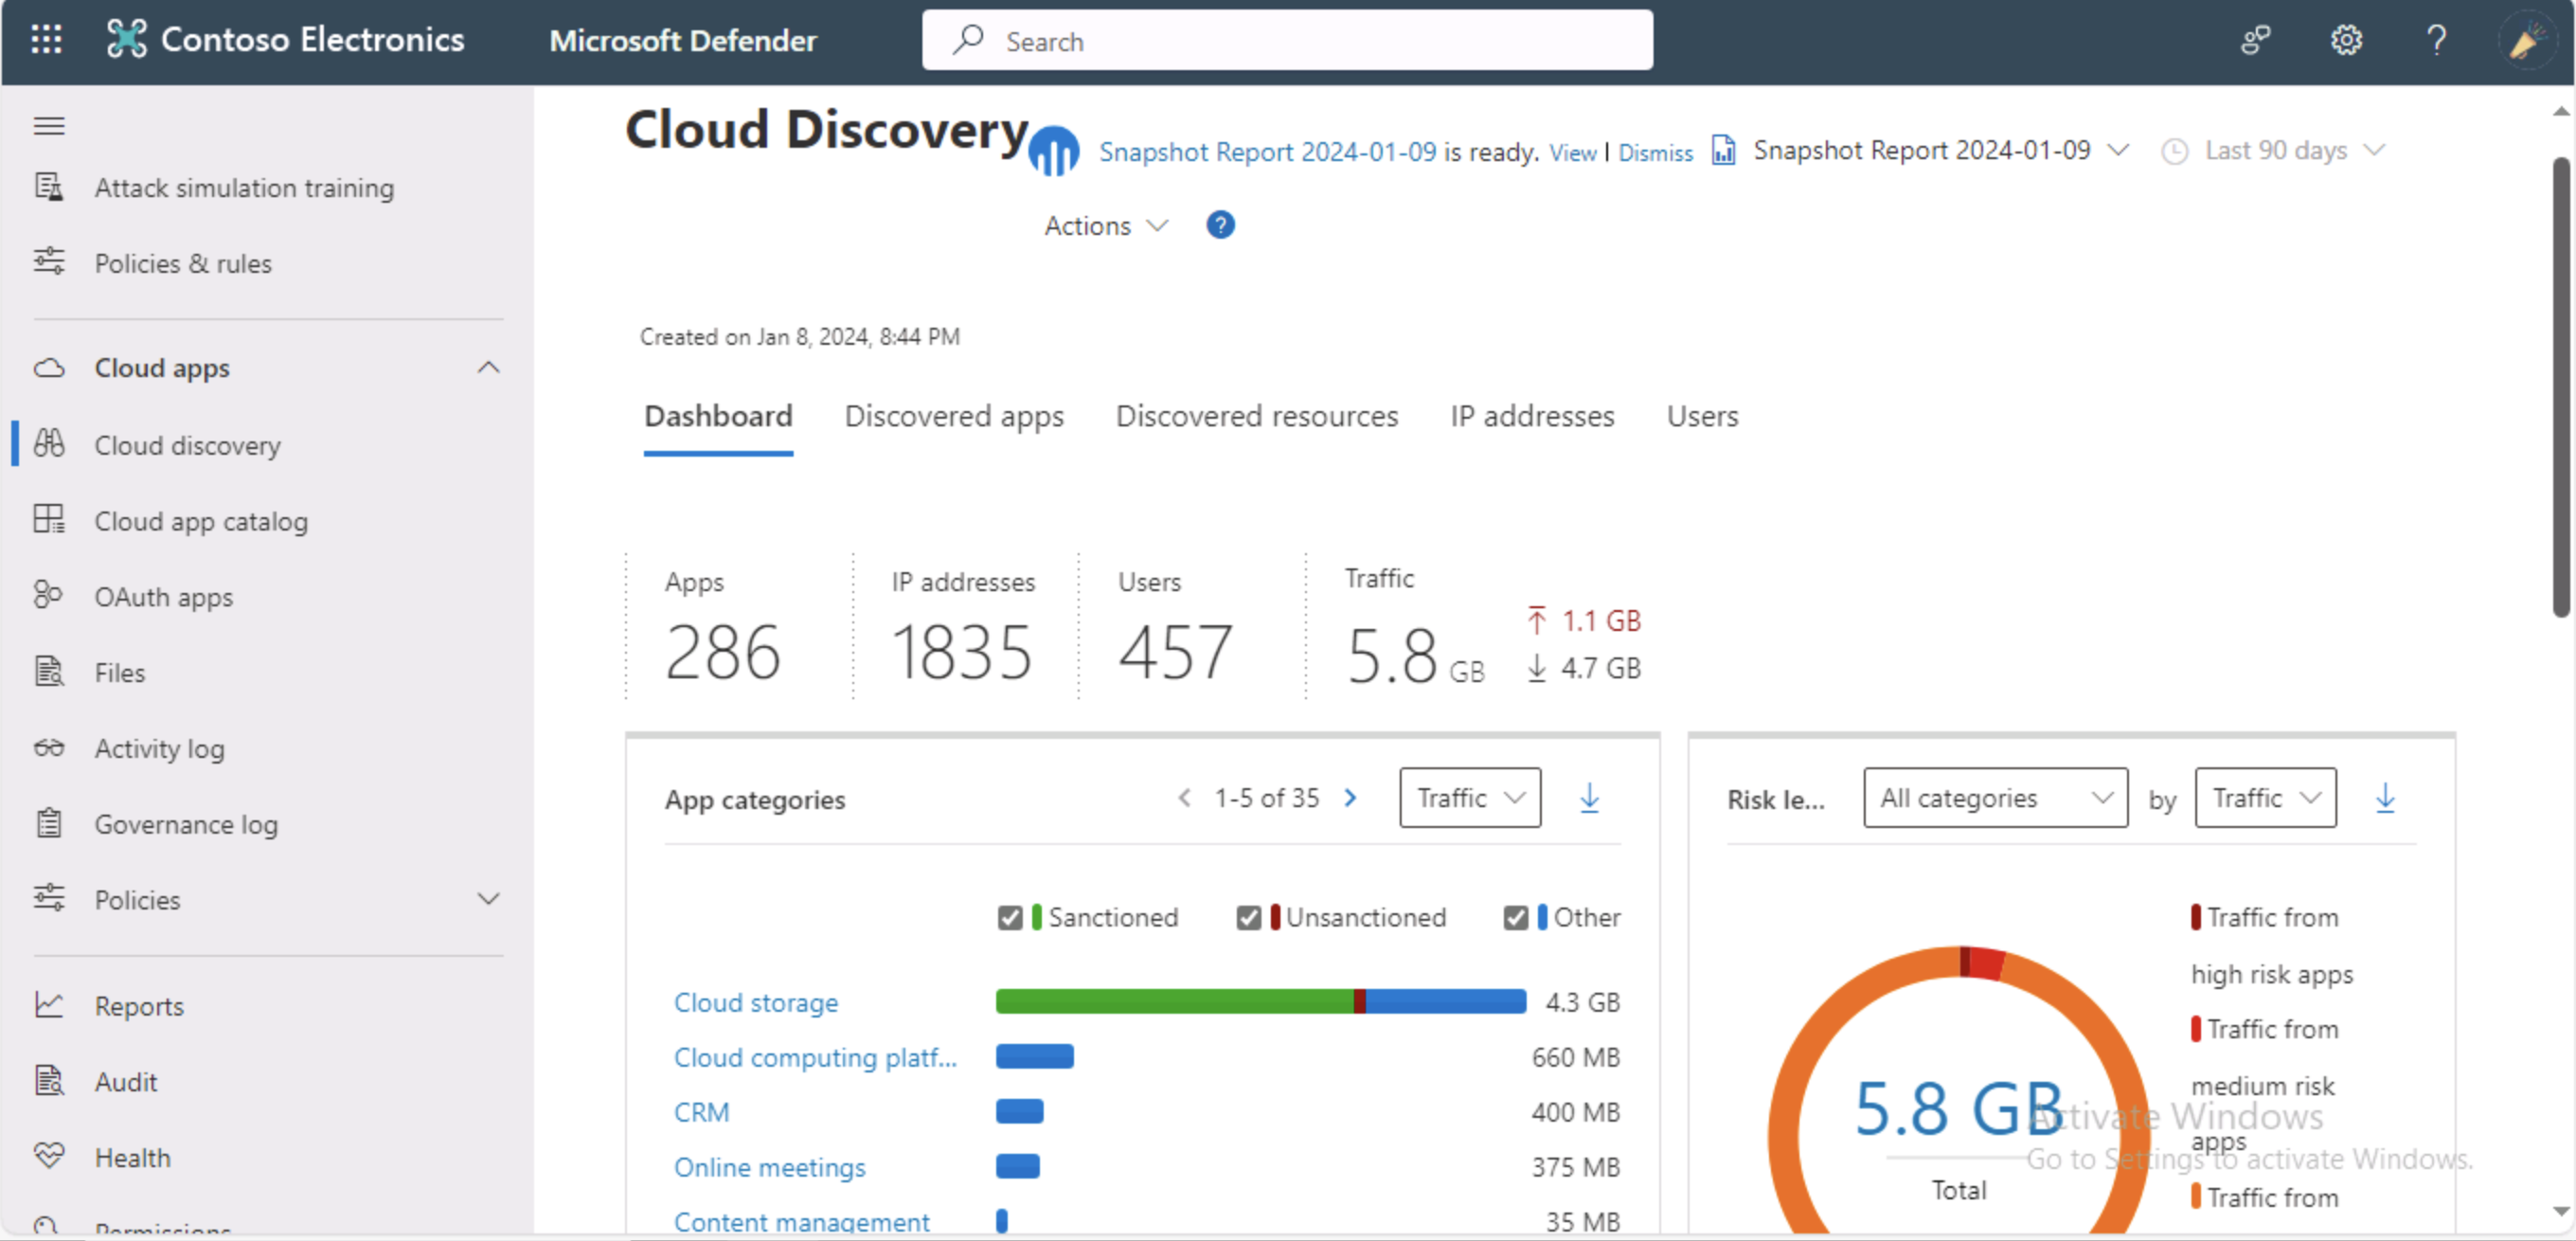 Contoso Electronics
Microsoft Defender
Search
Attack simulation training
Policies & rules
Cloud apps
Cloud discovery
Cloud app catalog
OAuth apps
Files
Activity log
Governance log
Policies
Reports
Audit
Health
Permissions
Cloud Discovery
Snapshot Report 2024-01-09 is ready. View | Dismiss
Snapshot Report 2024-01-09
Last 90 days
Actions
?
Created on Jan 8, 2024, 8:44 PM
Dashboard Discovered apps Discovered resources IP addresses Users
Apps
286
IP addresses
1835
Users
457
Traffic
5.8 GB
1.1 GB
4.7 GB
App categories
1-5 of 35
Traffic
Sanctioned Unsanctioned Other
Cloud storage 4.3 GB
Cloud computing platf... 660 MB
CRM 400 MB
Online meetings 375 MB
Content management 35 MB
Risk le...
All categories
by
Traffic
5.8 GB
Total
Traffic from
high risk apps
Traffic from
medium risk
apps
Traffic from
Activate Windows
Go to Settings to activate Windows.